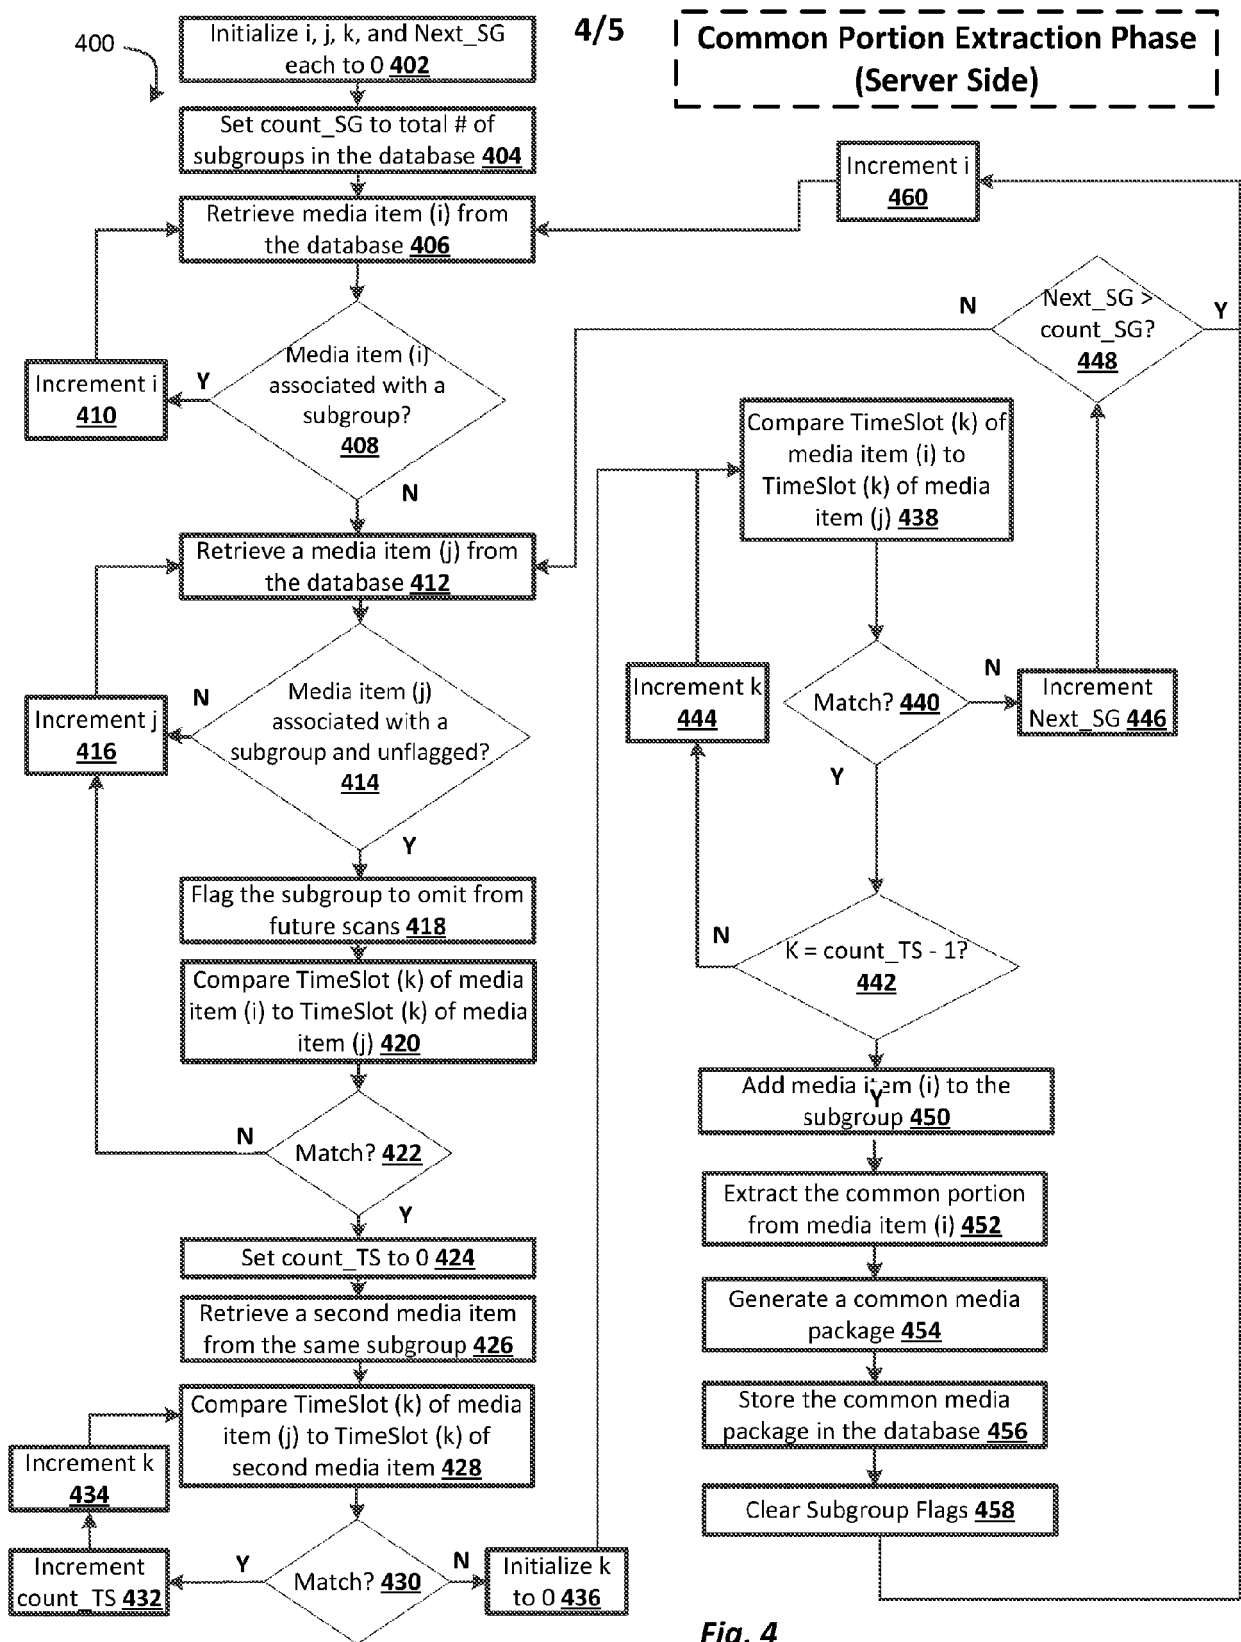 4/5
Common Portion Extraction Phase
(Server Side)
400
Initialize i, j, k, and Next_SG
each to 0 402
Set count_SG to total # of
subgroups in the database 404
Retrieve media item (i) from
the database 406
Media item (i)
associated with a
subgroup?
408
Y
N
Increment i
410
Retrieve a media item (j) from
the database 412
Media item (j)
associated with a
subgroup and unflagged?
414
N
Y
Increment j
416
Flag the subgroup to omit from
future scans 418
Compare TimeSlot (k) of media
item (i) to TimeSlot (k) of media
item (j) 420
Match? 422
N
Y
Set count_TS to 0 424
Retrieve a second media item
from the same subgroup 426
Compare TimeSlot (k) of media
item (j) to TimeSlot (k) of
second media item 428
Match? 430
Y
N
Increment
count_TS 432
Increment k
434
Initialize k
to 0 436
Compare TimeSlot (k) of
media item (i) to
TimeSlot (k) of media
item (j) 438
Match? 440
N
Y
Increment k
444
Increment
Next_SG 446
Next_SG >
count_SG?
448
N
Y
Increment i
460
K = count_TS - 1?
442
N
Y
Add media item (i) to the
subgroup 450
Extract the common portion
from media item (i) 452
Generate a common media
package 454
Store the common media
package in the database 456
Clear Subgroup Flags 458
Fig. 4